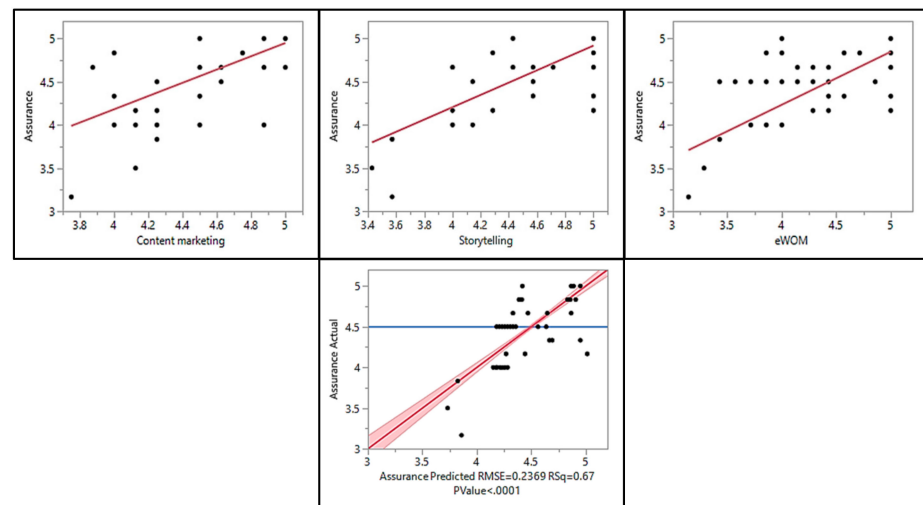 5
4.5
4
3.5
3
Assurance
3.8 4 4.2 4.4 4.6 4.8 5
Content marketing
5
4.5
4
3.5
3
Assurance
3.4 3.6 3.8 4 4.2 4.4 4.6 4.8 5
Storytelling
5
4.5
4
3.5
3
Assurance
3 3.5 4 4.5 5
eWOM
5
4.5
4
3.5
3
Assurance Actual
3 3.5 4 4.5 5
Assurance Predicted RMSE=0.2369 RSq=0.67
PValue<.0001